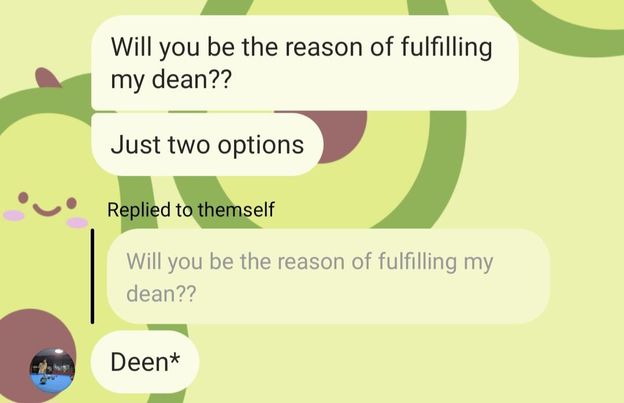 Will you be the reason of fulfilling
my dean??
Just two options
Replied to themself
Will you be the reason of fulfilling my
dean??
Deen*